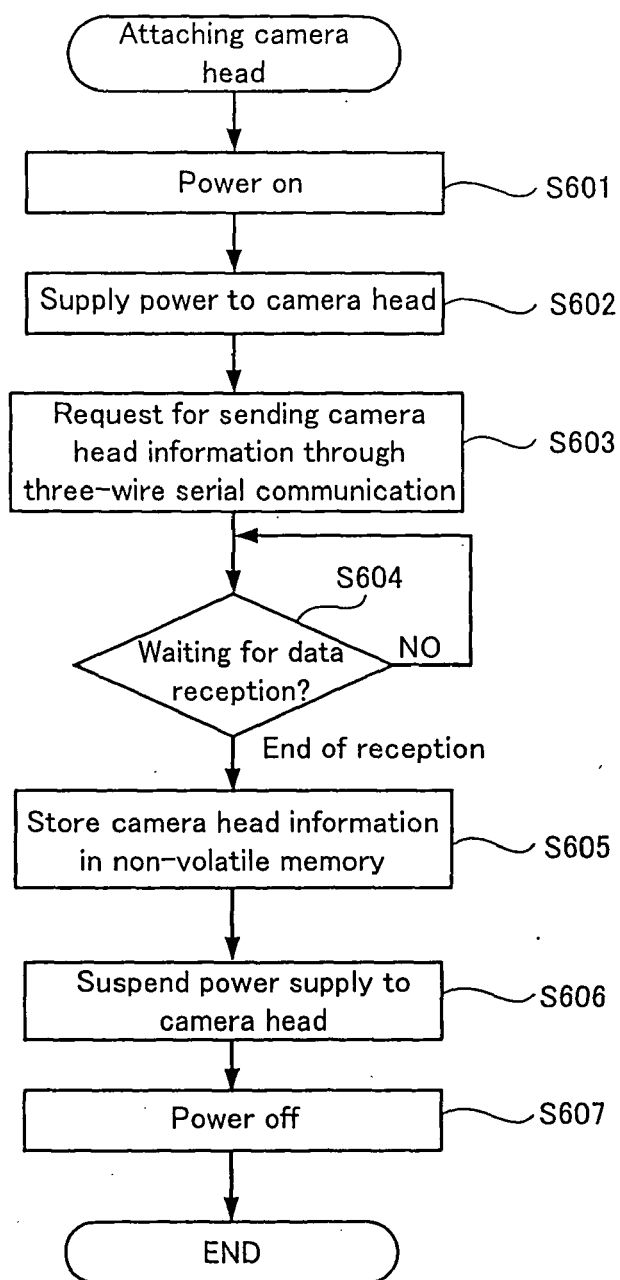 Attaching camera
head
Power on
S601
Supply power to camera head
S602
Request for sending camera
head information through
three-wire serial communication
S603
S604
Waiting for data
reception?
NO
End of reception
Store camera head information
in non-volatile memory
S605
Suspend power supply to
camera head
S606
Power off
S607
END